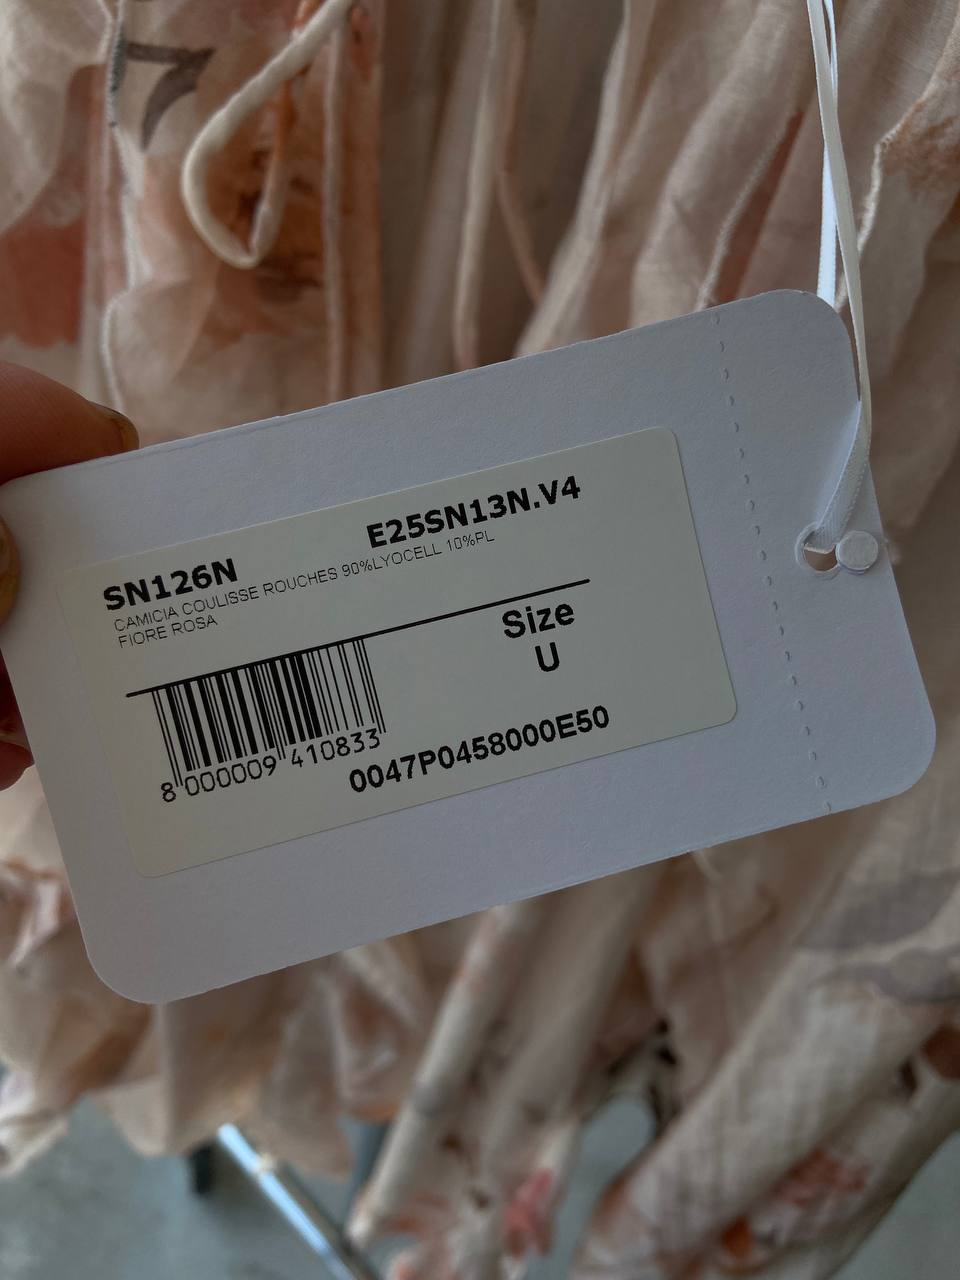 SN126N E25SN13N.V4
CAMICIA COULISSE ROUCHES 90%LYOCELL 10%PL
FIORE ROSA
Size
U
8 000009 410833
0047P0458000E50